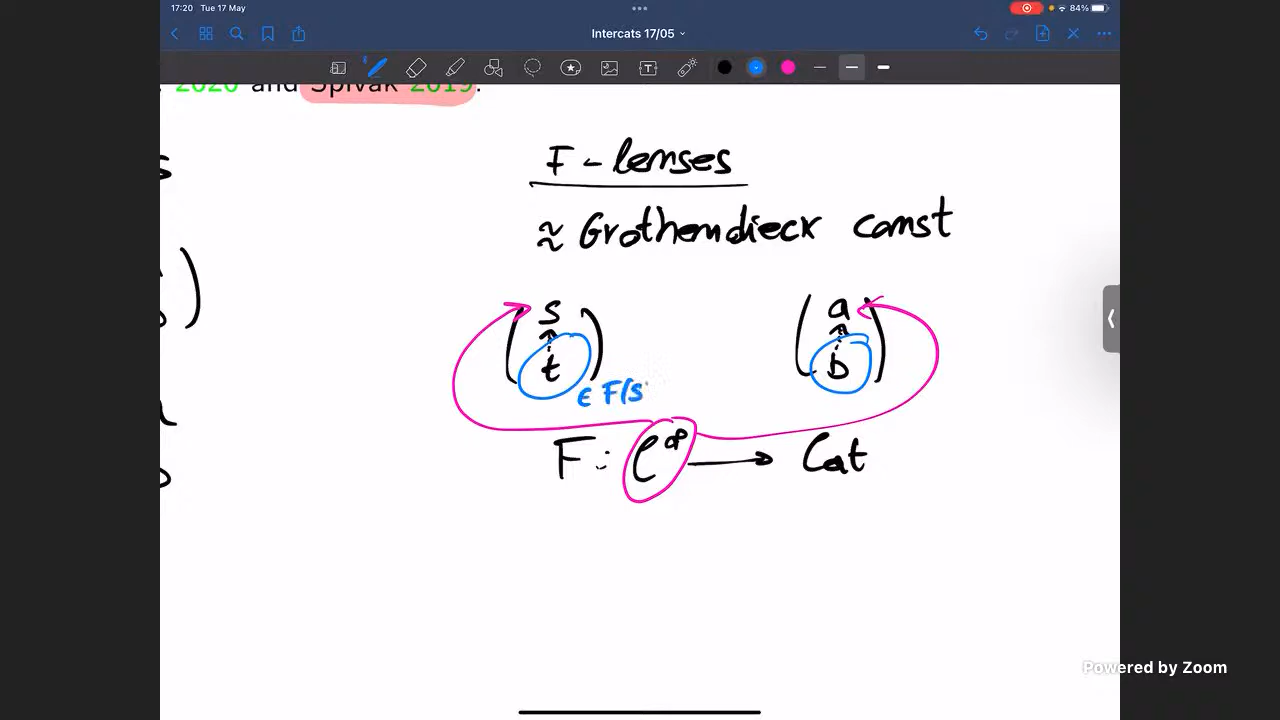 17:20 Tue 17 May
84%
Intercats 17/05
2020 and Spivak 2019.
F-lenses
≈ Grothendieck const
( s t ) ( a b )
∈ F(s
F: C^op → Cat
Powered by Zoom